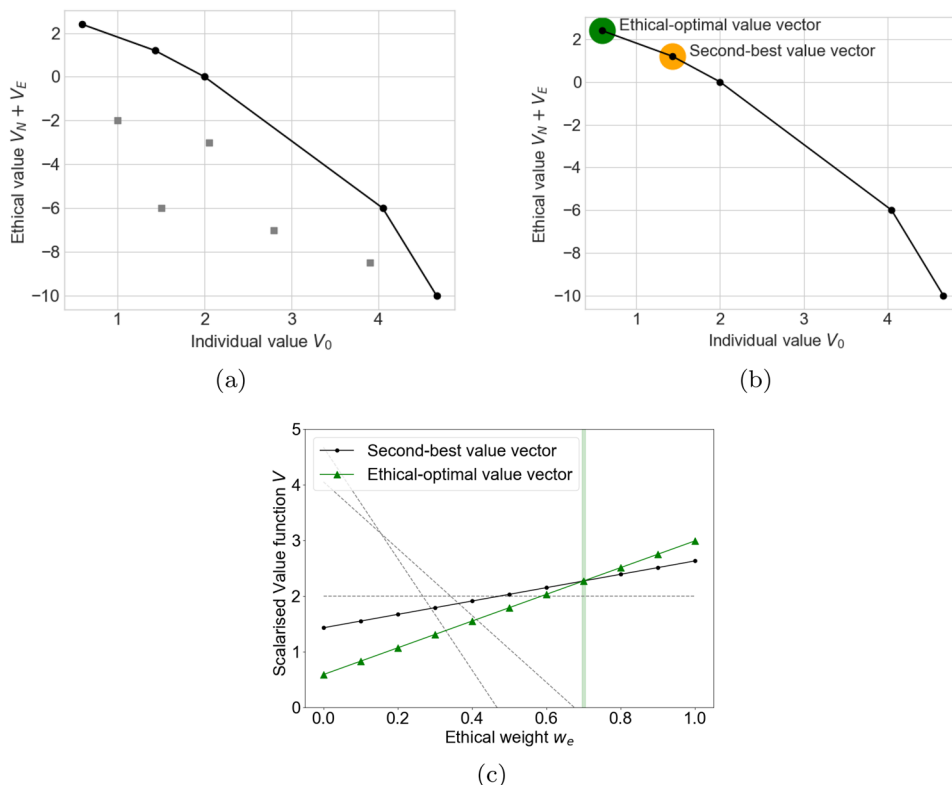 2
0
−2
−4
−6
−8
−10
Ethical value V_N + V_E
1
2
3
4
Individual value V_0
(a)
Ethical-optimal value vector
Second-best value vector
2
0
−2
−4
−6
−8
−10
Ethical value V_N + V_E
1
2
3
4
Individual value V_0
(b)
5
4
3
2
1
0
Scalarised Value function V
Second-best value vector
Ethical-optimal value vector
0.0
0.2
0.4
0.6
0.8
1.0
Ethical weight w_e
(c)